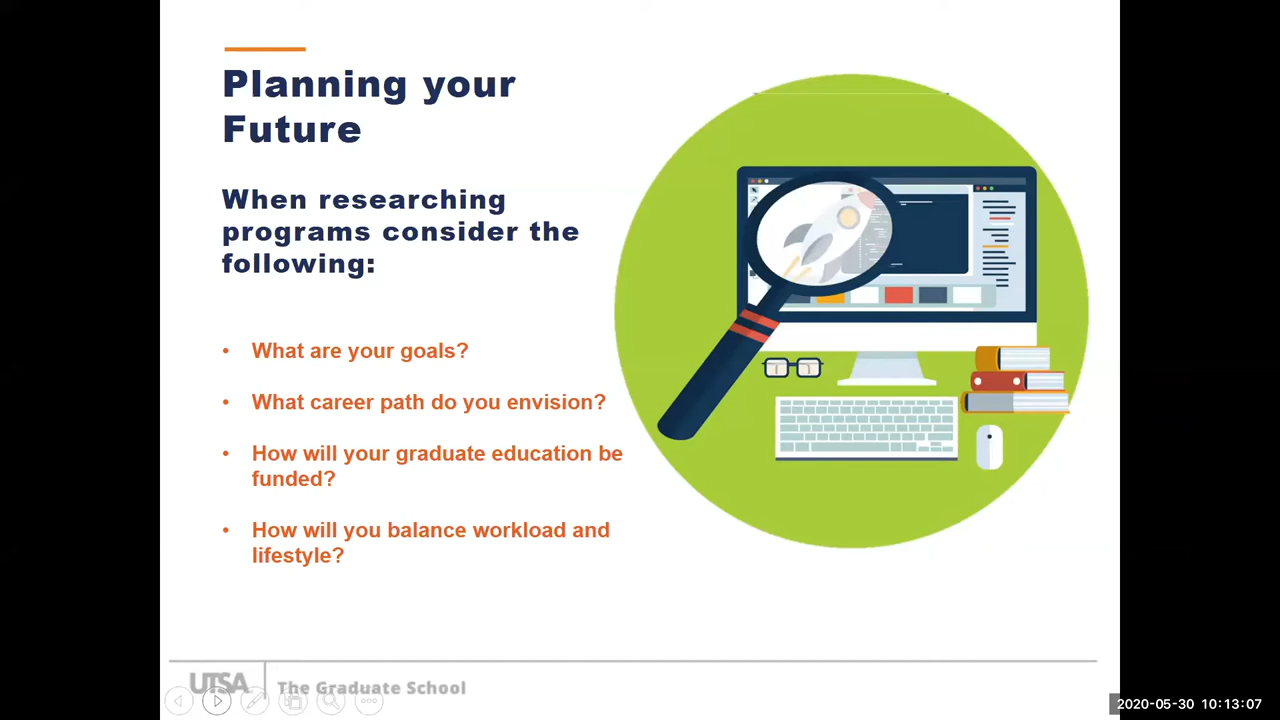 Planning your
Future
When researching
programs consider the
following:
• What are your goals?
• What career path do you envision?
• How will your graduate education be
funded?
• How will you balance workload and
lifestyle?
UTSA The Graduate School
2020-05-30 10:13:07